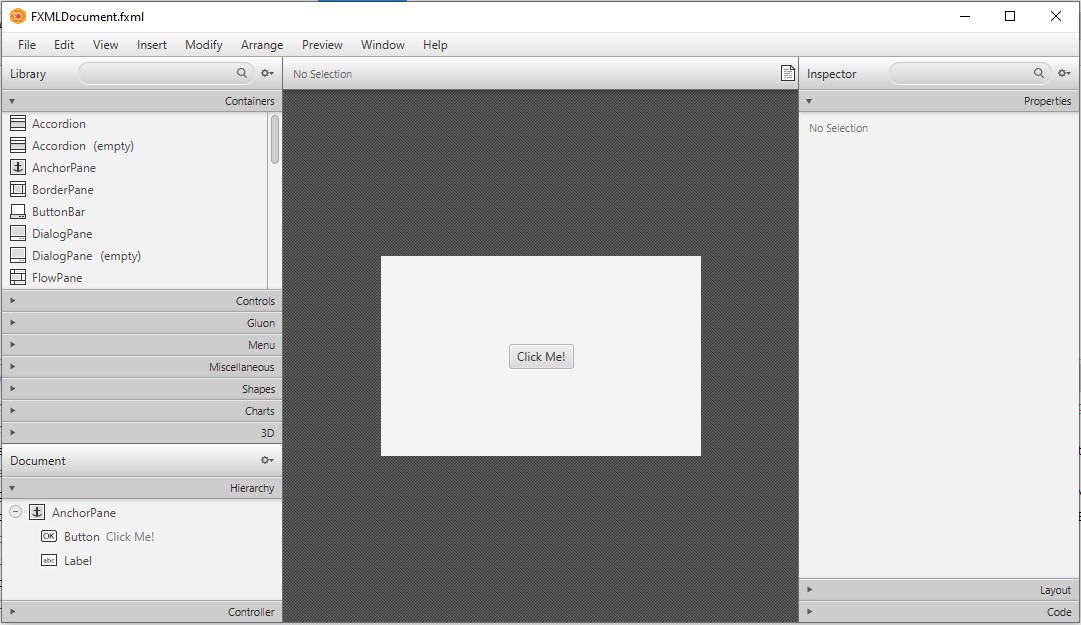 FXMLDocument.fxml
File Edit View Insert Modify Arrange Preview Window Help
Library
No Selection
Inspector
Containers
Properties
Accordion
Accordion (empty)
AnchorPane
BorderPane
ButtonBar
DialogPane
DialogPane (empty)
FlowPane
Controls
Gluon
Menu
Miscellaneous
Shapes
Charts
3D
Document
Hierarchy
AnchorPane
OK Button Click Me!
abc Label
Controller
Click Me!
No Selection
Layout
Code